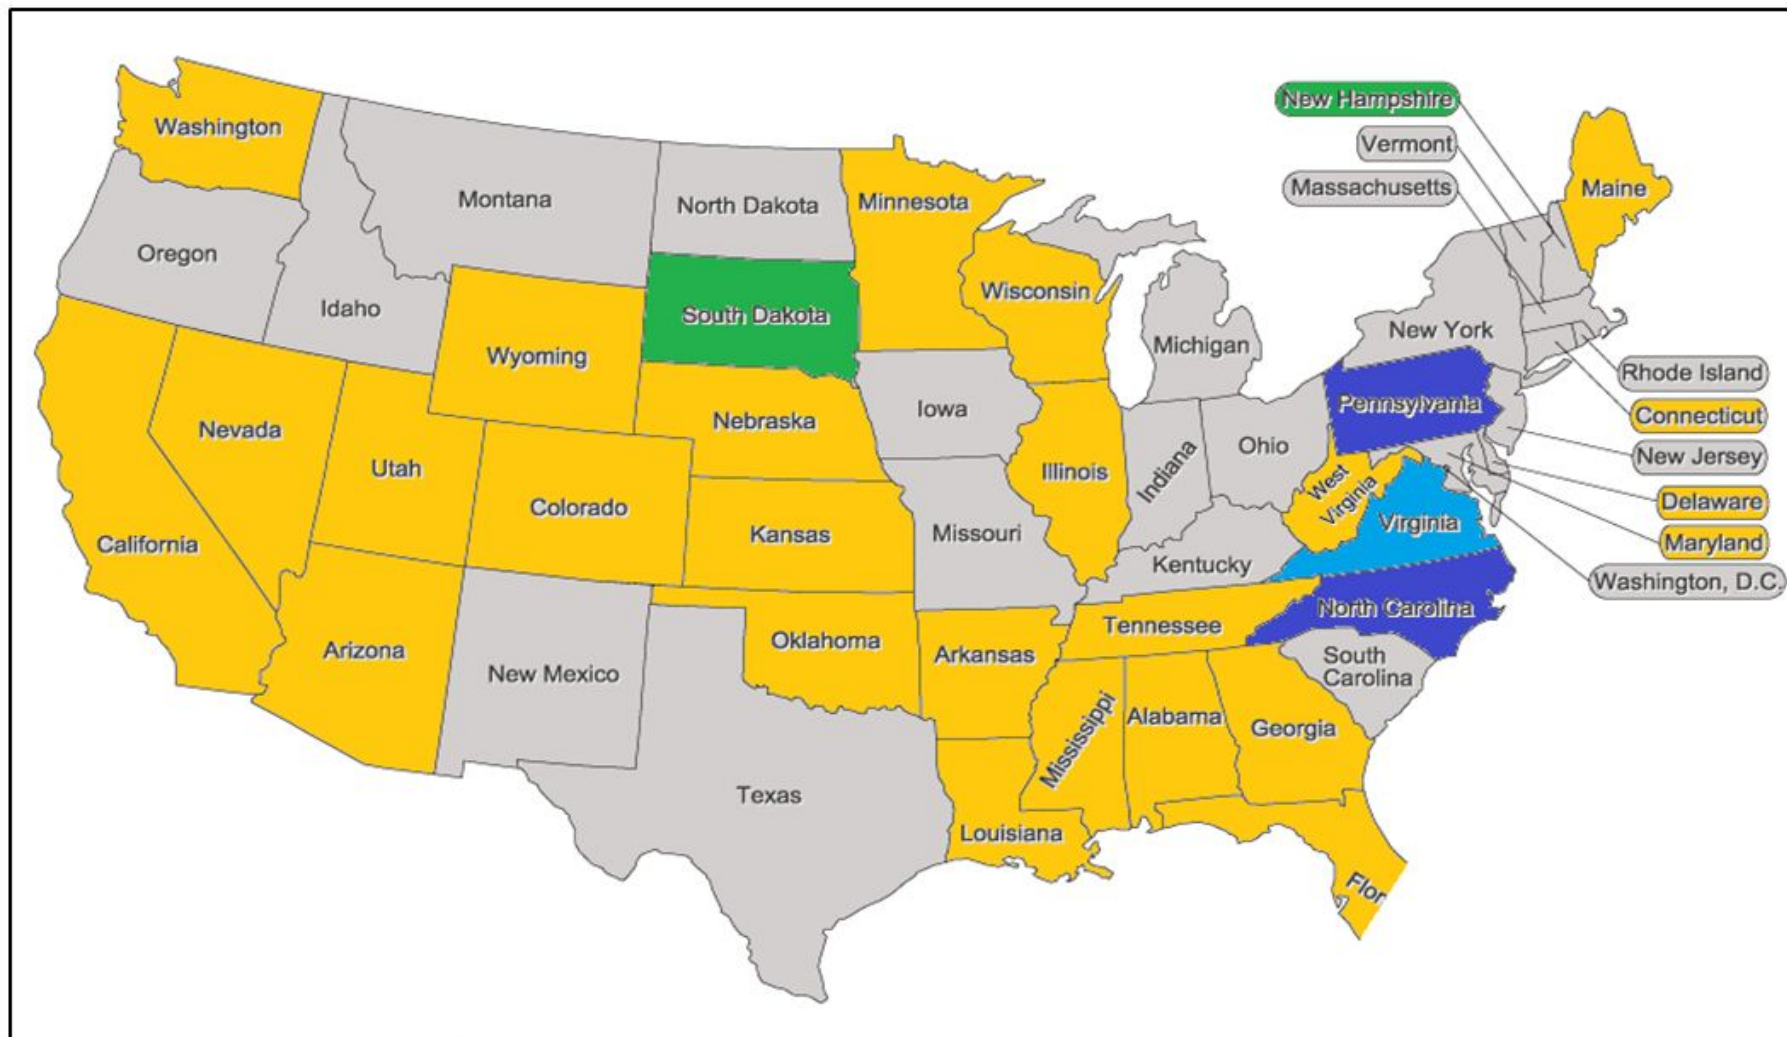 New Hampshire
Vermont
Massachusetts
Washington
Montana
North Dakota
Minnesota
Maine
Oregon
Idaho
South Dakota
Wisconsin
Michigan
New York
Wyoming
Rhode Island
Connecticut
New Jersey
Delaware
Maryland
Washington, D.C.
Nevada
Utah
Colorado
Nebraska
Iowa
Illinois
Indiana
Ohio
Pennsylvania
West
Virginia
Virginia
California
Kansas
Missouri
Kentucky
North Carolina
Arizona
New Mexico
Oklahoma
Arkansas
Tennessee
South
Carolina
Mississippi
Alabama
Georgia
Texas
Louisiana
Flor